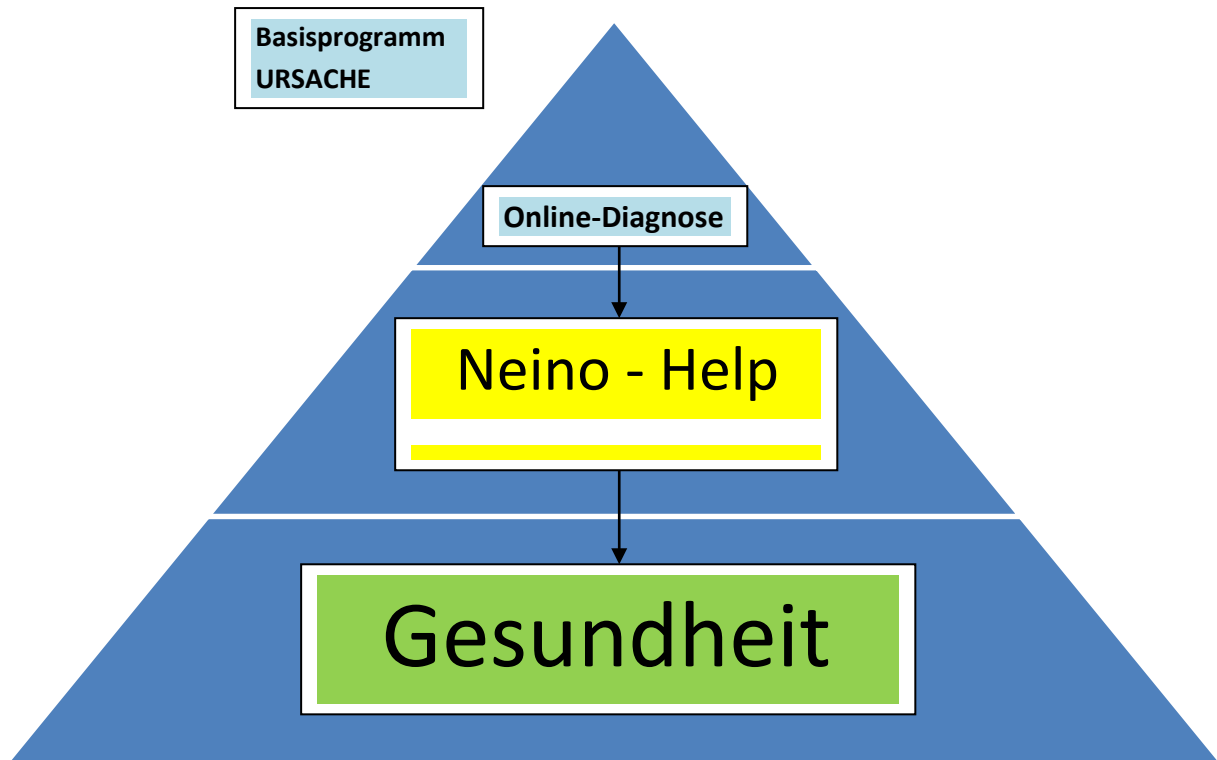 Basisprogramm
URSACHE
Online-Diagnose
Neino - Help
Gesundheit